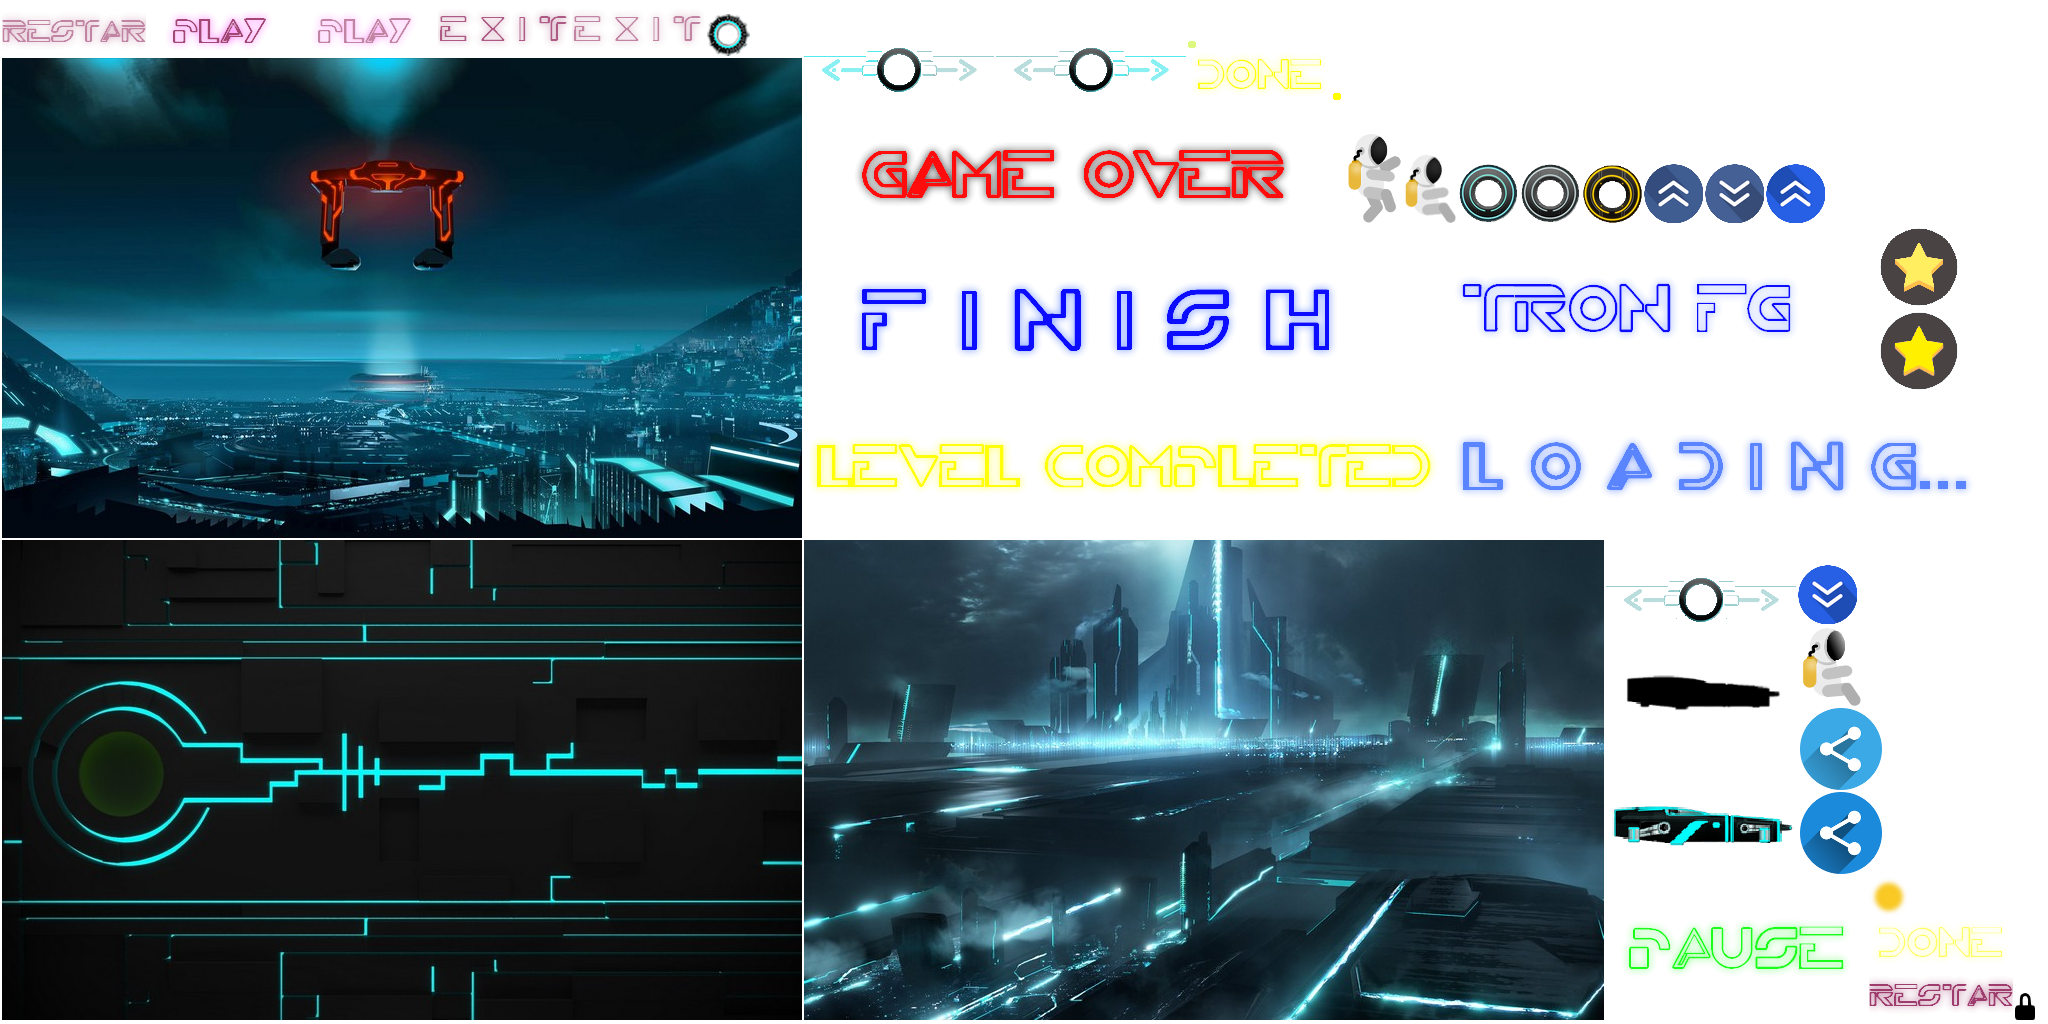 RESTAR PLAY PLAY EXIT EXIT
DONE
GAME OVER
FINISH
TRON FG
LEVEL COMPLETED
LOADING...
PAUSE
DONE
RESTAR